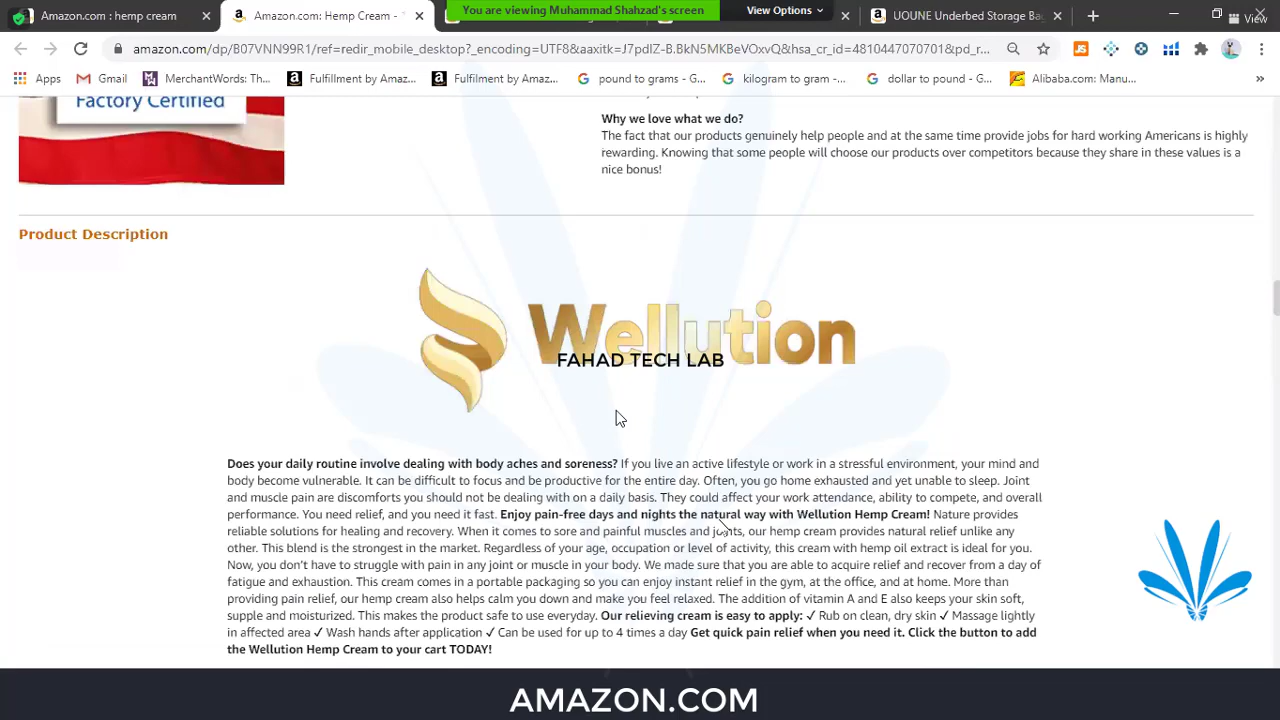 You are viewing Muhammad Shahzad's screen
View Options
Amazon.com : hemp cream
Amazon.com: Hemp Cream -
UOUNE Underbed Storage Bag
View
amazon.com/dp/B07VNN99R1/ref=redir_mobile_desktop?_encoding=UTF8&aaxitk=J7pdlZ-B.BkN5MKBeVOxvQ&hsa_cr_id=4810447070701&pd_r...
Apps
Gmail
MerchantWords: Th...
Fulfillment by Amaz...
Fulfilment by Amaz...
pound to grams - G...
kilogram to gram -...
dollar to pound - G...
Alibaba.com: Manu...
Factory Certified
Why we love what we do?
The fact that our products genuinely help people and at the same time provide jobs for hard working Americans is highly
rewarding. Knowing that some people will choose our products over competitors because they share in these values is a
nice bonus!
Product Description
Wellution
FAHAD TECH LAB
Does your daily routine involve dealing with body aches and soreness? If you live an active lifestyle or work in a stressful environment, your mind and
body become vulnerable. It can be difficult to focus and be productive for the entire day. Often, you go home exhausted and yet unable to sleep. Joint
and muscle pain are discomforts you should not be dealing with on a daily basis. They could affect your work attendance, ability to compete, and overall
performance. You need relief, and you need it fast. Enjoy pain-free days and nights the natural way with Wellution Hemp Cream! Nature provides
reliable solutions for healing and recovery. When it comes to sore and painful muscles and joints, our hemp cream provides natural relief unlike any
other. This blend is the strongest in the market. Regardless of your age, occupation or level of activity, this cream with hemp oil extract is ideal for you.
Now, you don't have to struggle with pain in any joint or muscle in your body. We made sure that you are able to acquire relief and recover from a day of
fatigue and exhaustion. This cream comes in a portable packaging so you can enjoy instant relief in the gym, at the office, and at home. More than
providing pain relief, our hemp cream also helps calm you down and make you feel relaxed. The addition of vitamin A and E also keeps your skin soft,
supple and moisturized. This makes the product safe to use everyday. Our relieving cream is easy to apply: ✓ Rub on clean, dry skin ✓ Massage lightly
in affected area ✓ Wash hands after application ✓ Can be used for up to 4 times a day Get quick pain relief when you need it. Click the button to add
the Wellution Hemp Cream to your cart TODAY!
AMAZON.COM